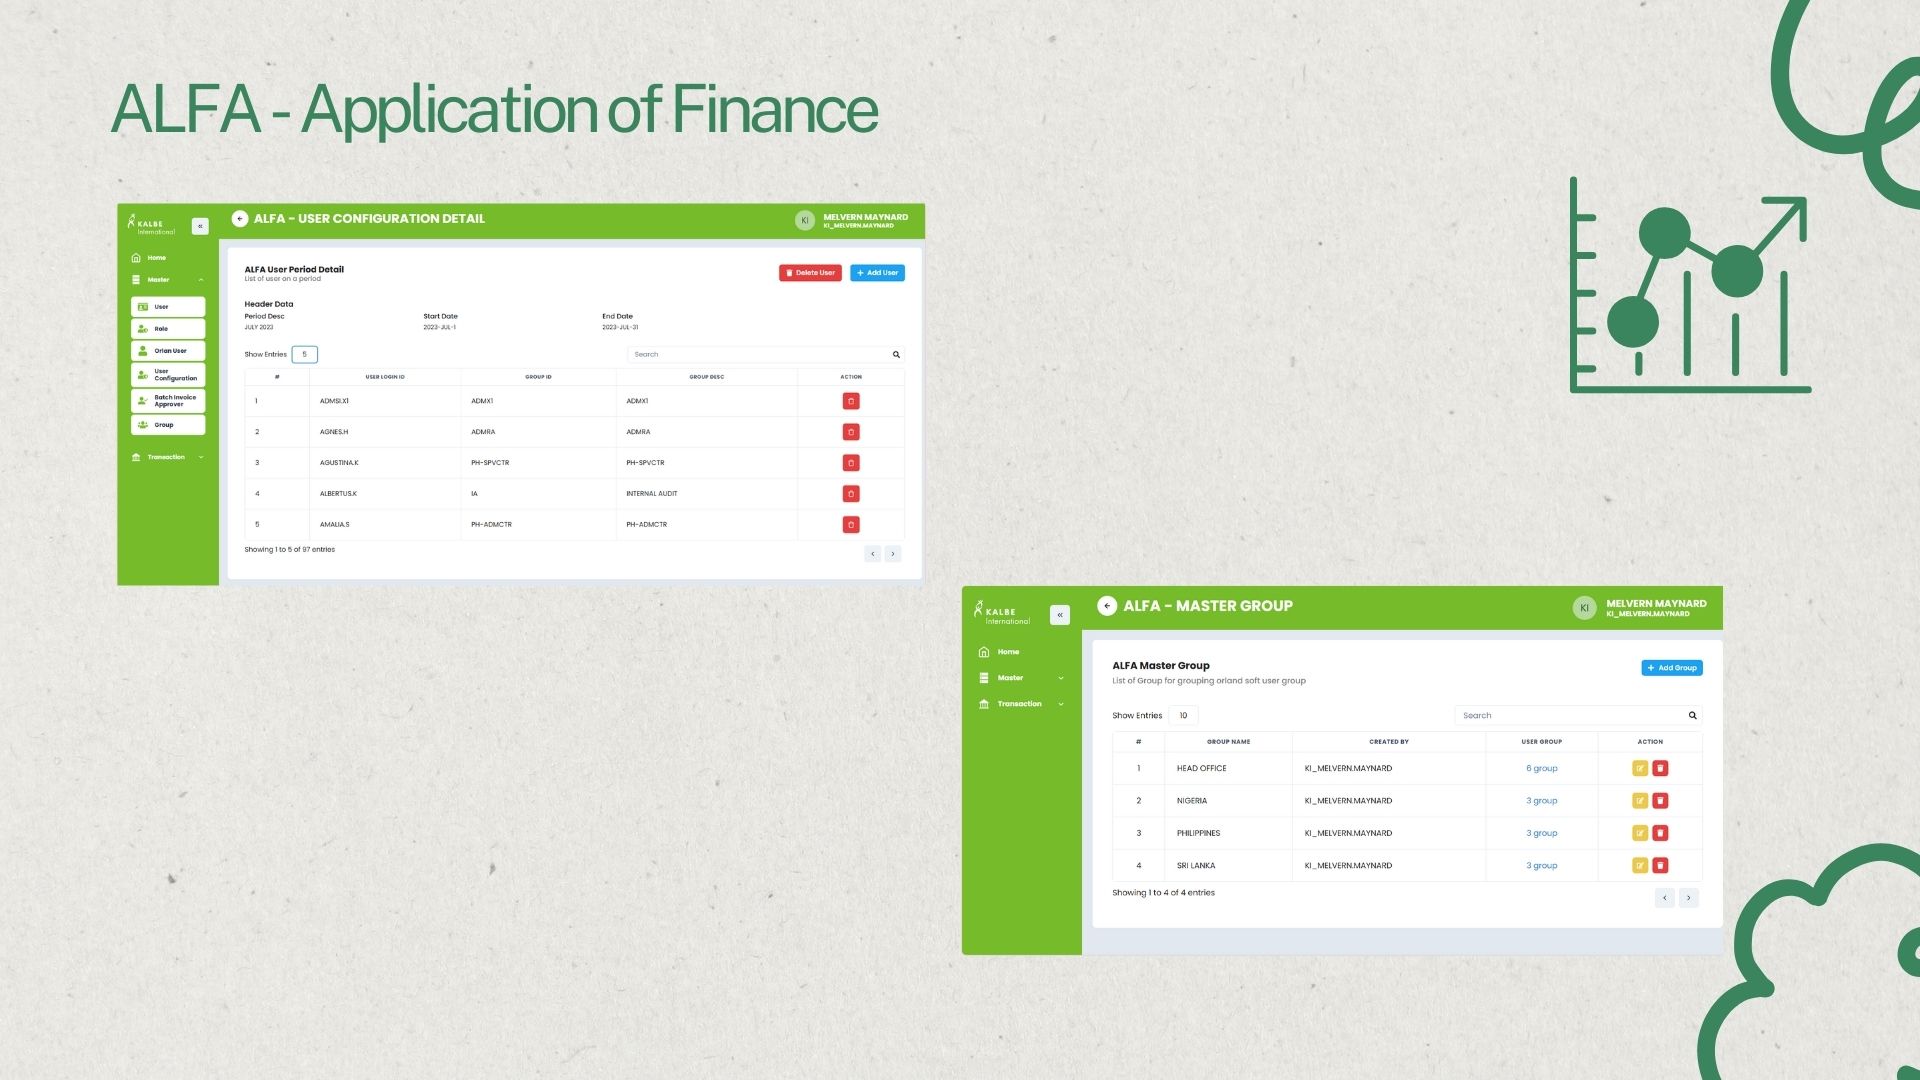 ALFA - Application of Finance
KALBE
International
«
ALFA - USER CONFIGURATION DETAIL
KI
MELVERN MAYNARD
KI_MELVERN.MAYNARD
Home
Master
User
Role
Orlan User
User
Configuration
Batch Invoice
Approver
Group
Transaction
ALFA User Period Detail
List of user on a period
Delete User
+ Add User
Header Data
Period Desc Start Date End Date
JULY 2023 2023-JUL-1 2023-JUL-31
Show Entries 5 Search
# USER LOGIN ID GROUP ID GROUP DESC ACTION
1 ADMSI.X1 ADMX1 ADMX1
2 AGNES.H ADMRA ADMRA
3 AGUSTINA.K PH-SPVCTR PH-SPVCTR
4 ALBERTUS.K IA INTERNAL AUDIT
5 AMALIA.S PH-ADMCTR PH-ADMCTR
Showing 1 to 5 of 97 entries
KALBE
International
«
ALFA - MASTER GROUP
KI
MELVERN MAYNARD
KI_MELVERN.MAYNARD
Home
Master
Transaction
ALFA Master Group
List of Group for grouping orland soft user group
+ Add Group
Show Entries 10 Search
# GROUP NAME CREATED BY USER GROUP ACTION
1 HEAD OFFICE KI_MELVERN.MAYNARD 6 group
2 NIGERIA KI_MELVERN.MAYNARD 3 group
3 PHILIPPINES KI_MELVERN.MAYNARD 3 group
4 SRI LANKA KI_MELVERN.MAYNARD 3 group
Showing 1 to 4 of 4 entries